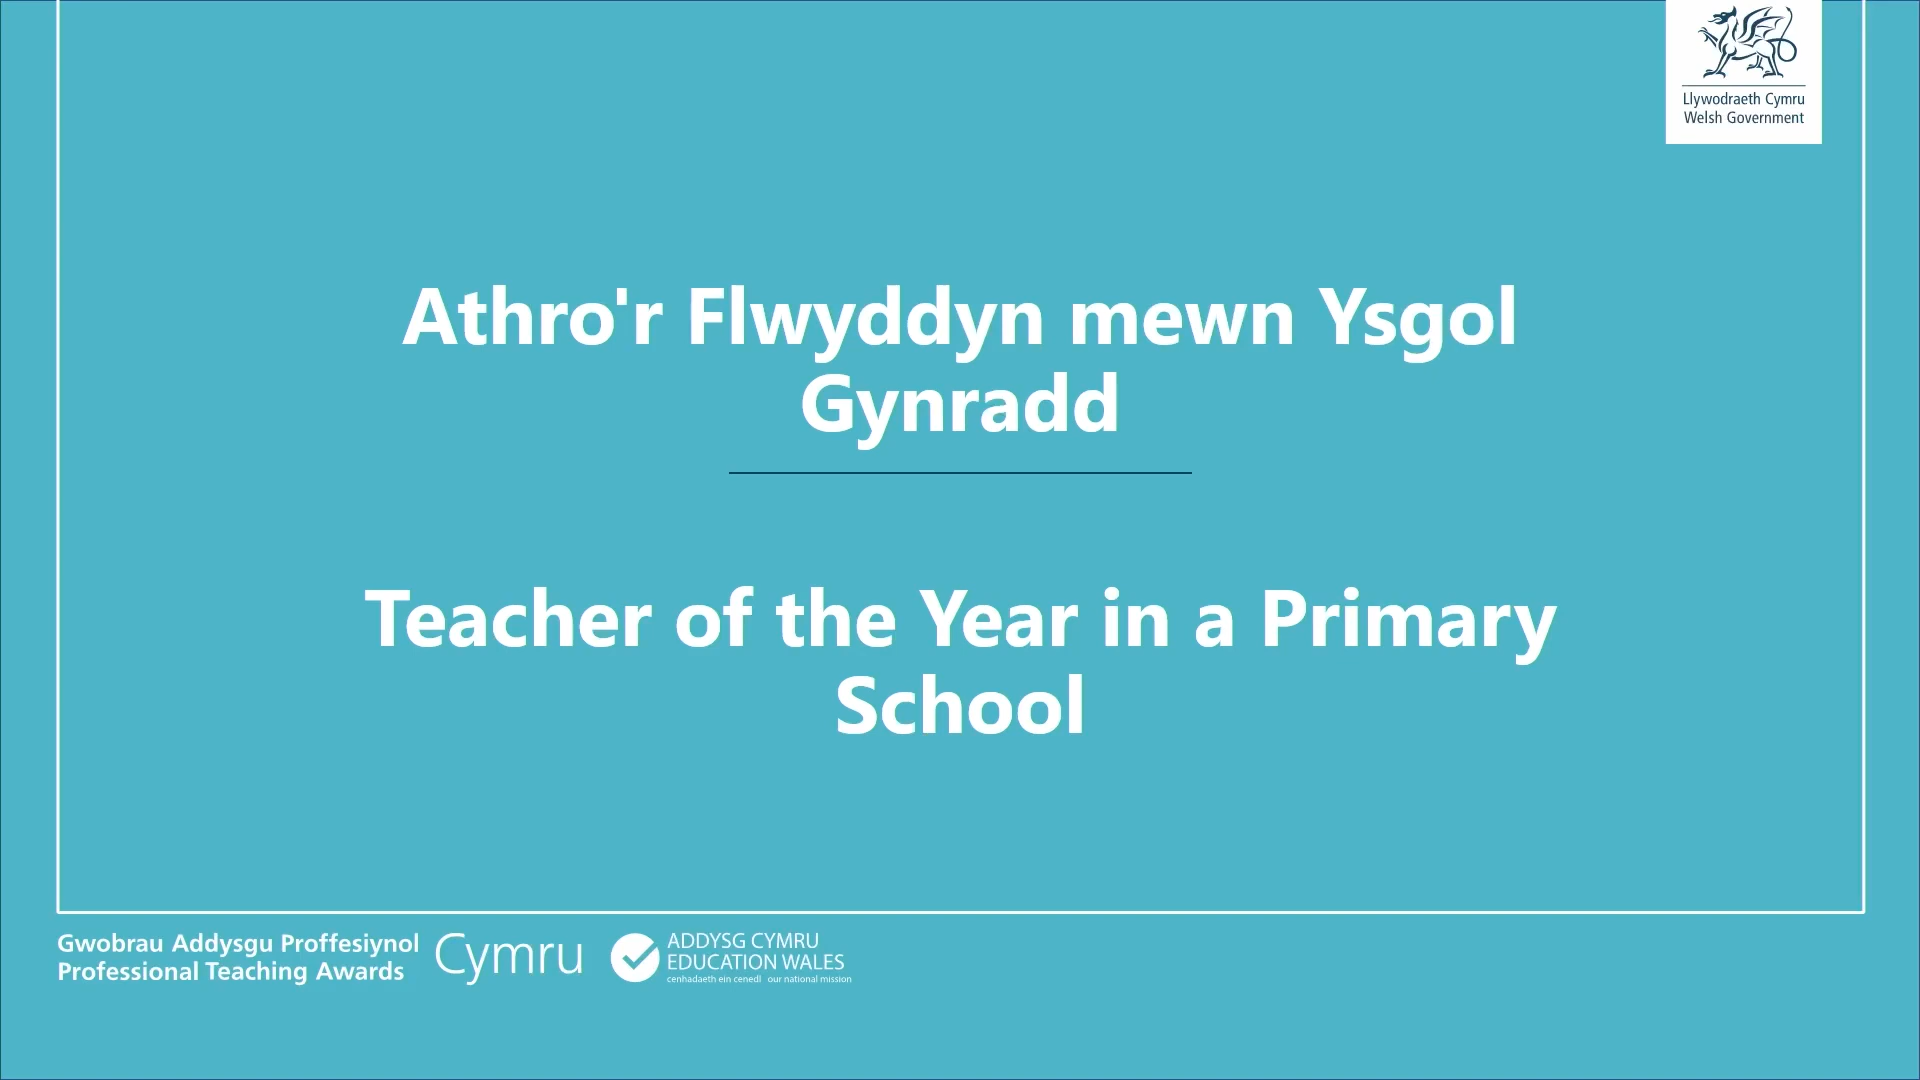 Llywodraeth Cymru
Welsh Government
Athro'r Flwyddyn mewn Ysgol
Gynradd
Teacher of the Year in a Primary
School
Gwobrau Addysgu Proffesiynol
Professional Teaching Awards
Cymru
ADDYSG CYMRU
EDUCATION WALES
cenhadaeth ein cenedl our national mission